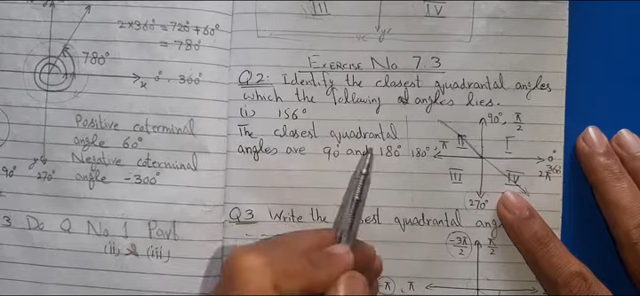 III
IV
2×360° = 720° + 60°
= 780°
780°
x 0°, 360°
Positive coterminal
angle 60°
Negative coterminal
angle -300°
90°
270°
3 Do Q No 1 Part
(ii) & (iii)
EXERCISE No 7.3
Q2: Identify the closest quadrantal angles
which the following angles lies.
(i) 156°
The closest quadrantal
angles are 90° and 180°
90°, π/2
II
I
180°, π
0°
360°
2π
III
IV
270°
Q3 Write the
quadrantal
-3π/2
π/2
-π, π